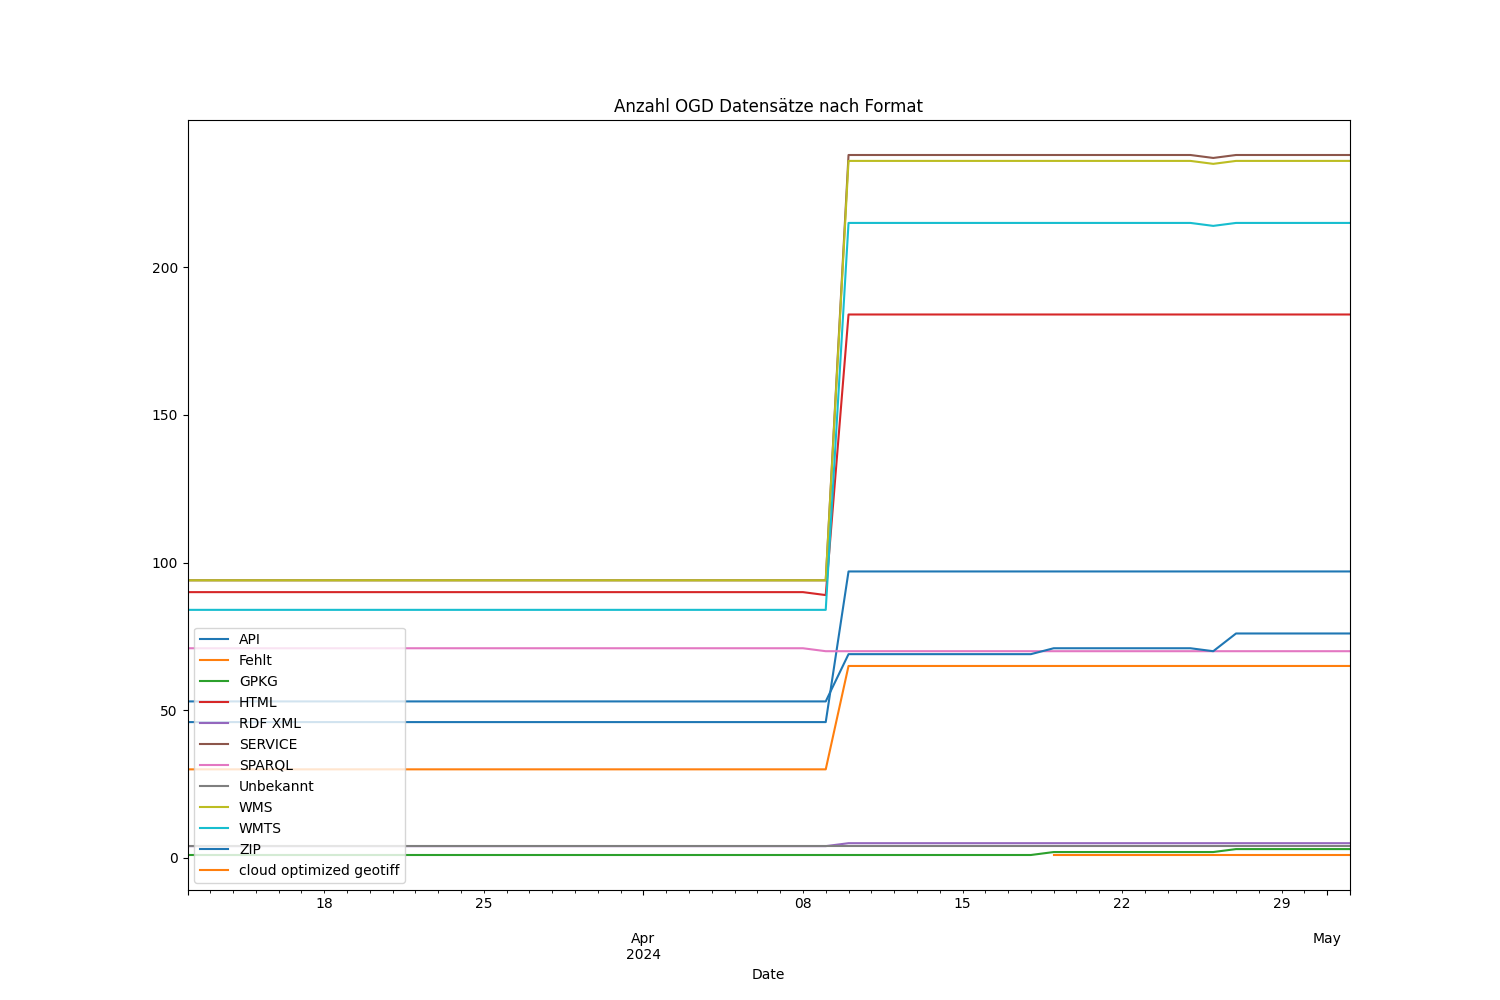 Anzahl OGD Datensätze nach Format
200
150
100
50
0
API
Fehlt
GPKG
HTML
RDF XML
SERVICE
SPARQL
Unbekannt
WMS
WMTS
ZIP
cloud optimized geotiff
18
25
08
15
22
29
Apr
2024
May
Date